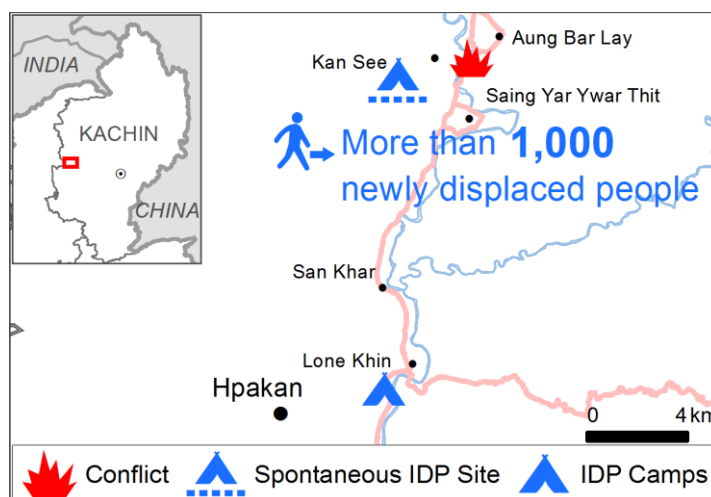 INDIA
KACHIN
CHINA
Aung Bar Lay
Kan See
Saing Yar Ywar Thit
More than 1,000
newly displaced people
San Khar
Lone Khin
Hpakan
0 4 km
Conflict
Spontaneous IDP Site
IDP Camps